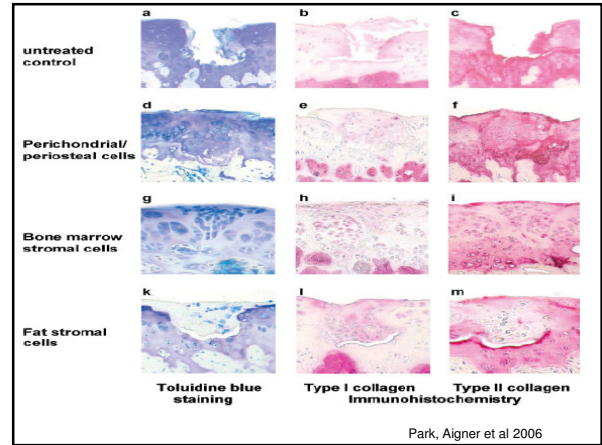 a b c
untreated
control
d e f
Perichondrial/
periosteal cells
g h i
Bone marrow
stromal cells
k l m
Fat stromal
cells
Toluidine blue Type I collagen Type II collagen
staining Immunohistochemistry
Park, Aigner et al 2006